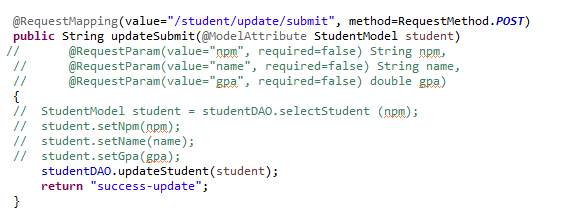 @RequestMapping(value="/student/update/submit", method=RequestMethod.POST)
public String updateSubmit(@ModelAttribute StudentModel student)
//      @RequestParam(value="npm", required=false) String npm,
//      @RequestParam(value="name", required=false) String name,
//      @RequestParam(value="gpa", required=false) double gpa)
{
//  StudentModel student = studentDAO.selectStudent (npm);
//  student.setNpm(npm);
//  student.setName(name);
//  student.setGpa(gpa);
    studentDAO.updateStudent(student);
    return "success-update";
}